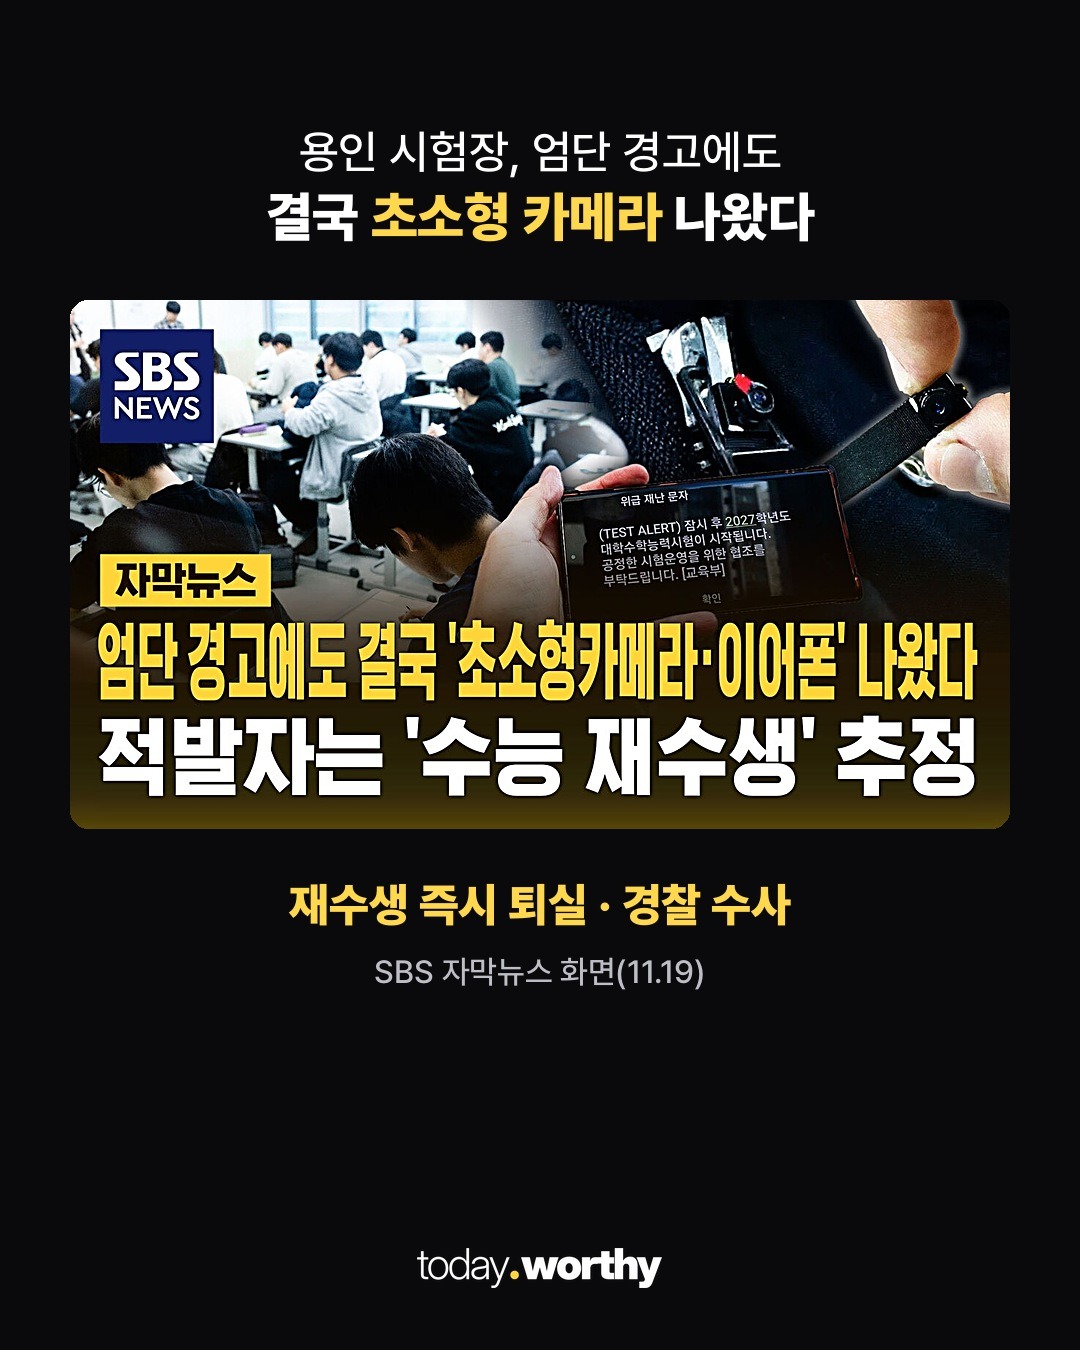 용인 시험장, 엄단 경고에도
결국 초소형 카메라 나왔다
SBS
NEWS
위급 재난 문자
(TEST ALERT) 잠시 후 2027학년도
대학수학능력시험이 시작됩니다.
공정한 시험운영을 위한 협조를
부탁드립니다. [교육부]
확인
자막뉴스
엄단 경고에도 결국 '초소형카메라·이어폰' 나왔다
적발자는 '수능 재수생' 추정
재수생 즉시 퇴실 · 경찰 수사
SBS 자막뉴스 화면(11.19)
today.worthy